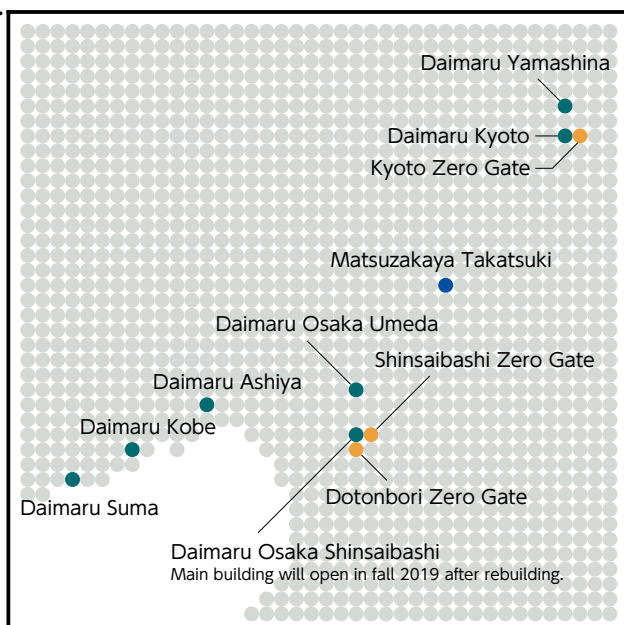 Daimaru Yamashina
Daimaru Kyoto
Kyoto Zero Gate
Matsuzakaya Takatsuki
Daimaru Osaka Umeda
Shinsaibashi Zero Gate
Daimaru Ashiya
Daimaru Kobe
Dotonbori Zero Gate
Daimaru Suma
Daimaru Osaka Shinsaibashi
Main building will open in fall 2019 after rebuilding.